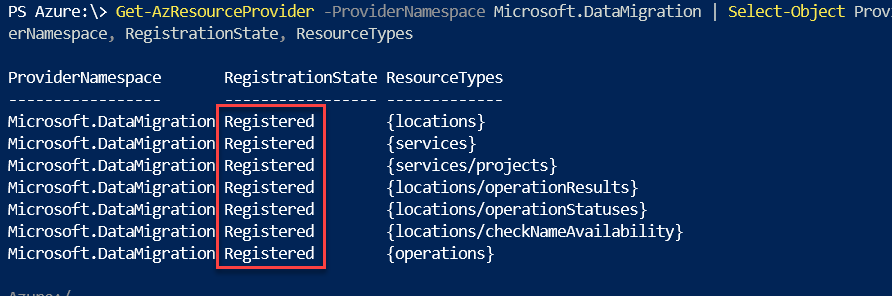 PS Azure:\> Get-AzResourceProvider -ProviderNamespace Microsoft.DataMigration | Select-Object Provid
erNamespace, RegistrationState, ResourceTypes
ProviderNamespace RegistrationState ResourceTypes
----------------- ----------------- -------------
Microsoft.DataMigration Registered {locations}
Microsoft.DataMigration Registered {services}
Microsoft.DataMigration Registered {services/projects}
Microsoft.DataMigration Registered {locations/operationResults}
Microsoft.DataMigration Registered {locations/operationStatuses}
Microsoft.DataMigration Registered {locations/checkNameAvailability}
Microsoft.DataMigration Registered {operations}
Azure:/